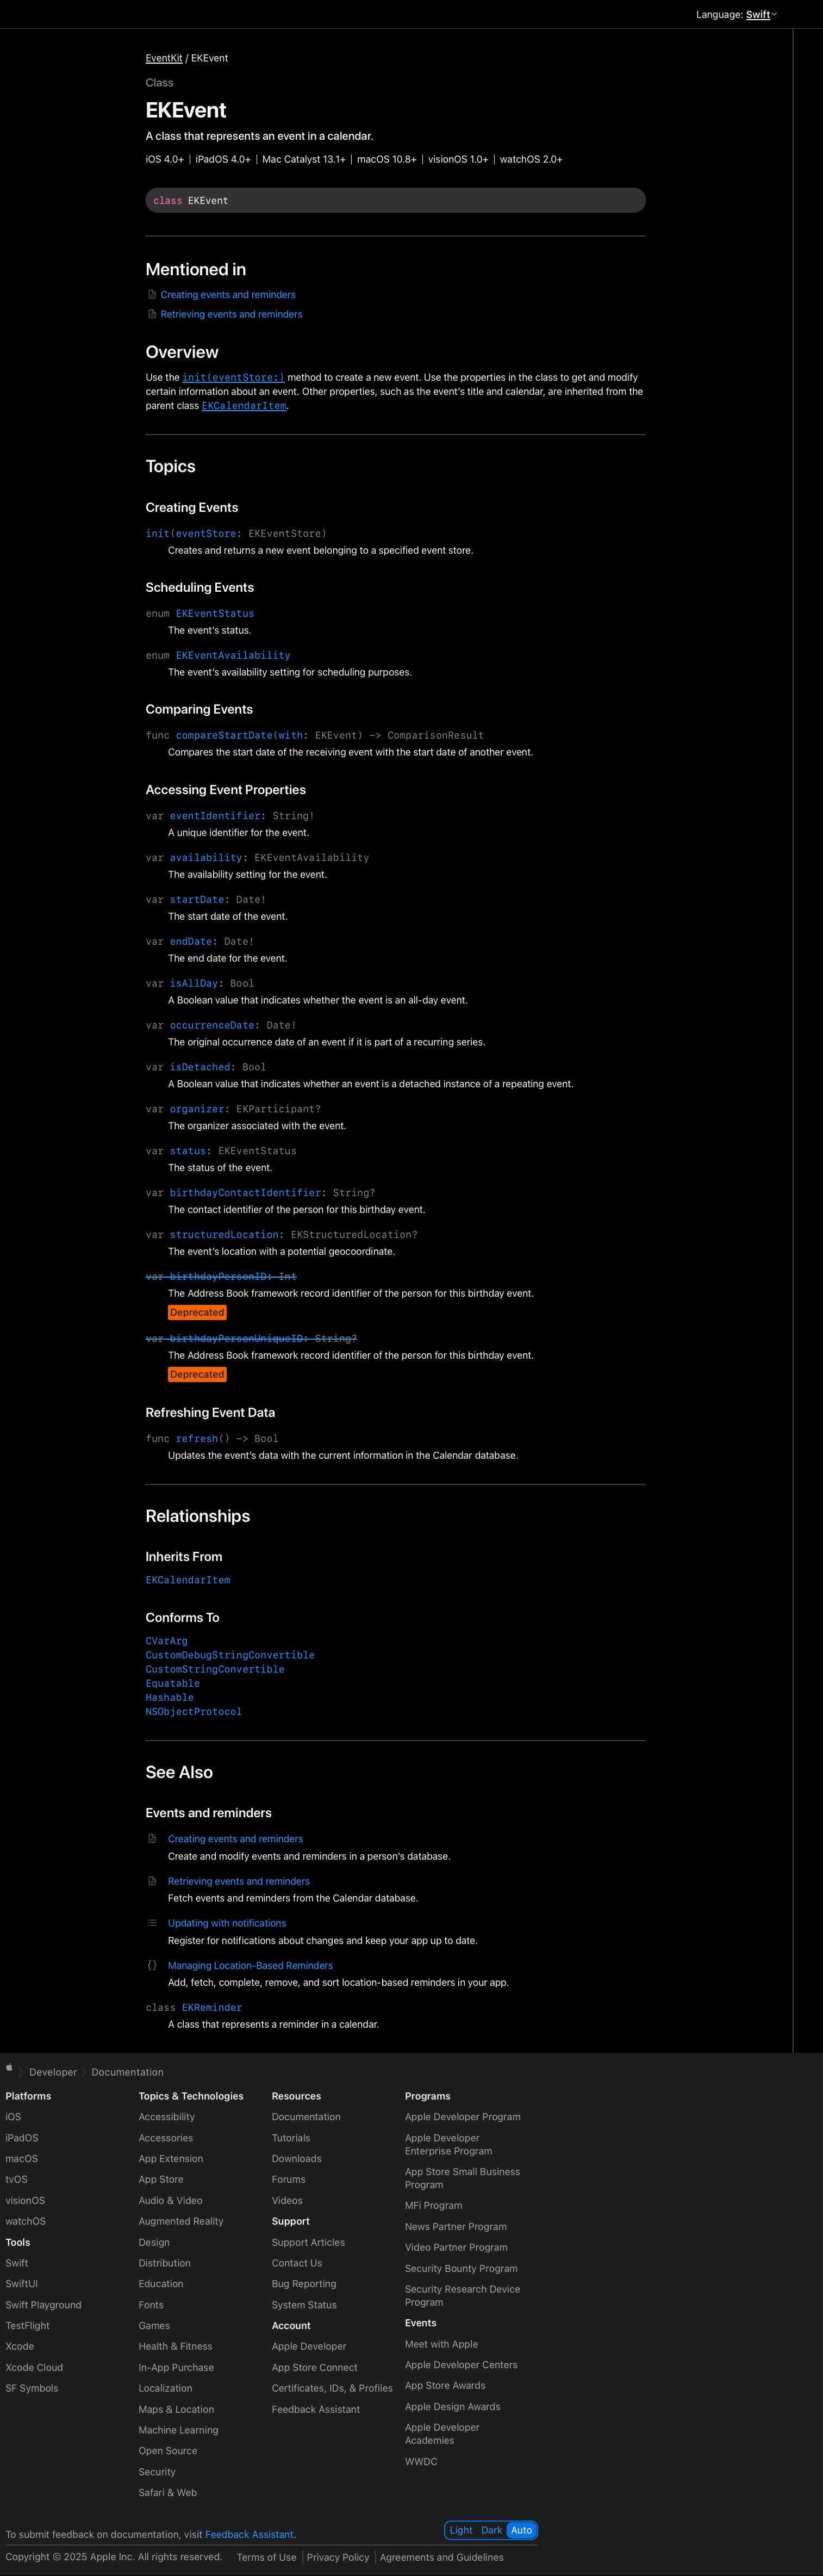 Language: Swift
EventKit / EKEvent
Class
EKEvent
A class that represents an event in a calendar.
iOS 4.0+ | iPadOS 4.0+ | Mac Catalyst 13.1+ | macOS 10.8+ | visionOS 1.0+ | watchOS 2.0+
class EKEvent
Mentioned in
Creating events and reminders
Retrieving events and reminders
Overview
Use the init(eventStore:) method to create a new event. Use the properties in the class to get and modify
certain information about an event. Other properties, such as the event’s title and calendar, are inherited from the
parent class EKCalendarItem.
Topics
Creating Events
init(eventStore: EKEventStore)
Creates and returns a new event belonging to a specified event store.
Scheduling Events
enum EKEventStatus
The event’s status.
enum EKEventAvailability
The event’s availability setting for scheduling purposes.
Comparing Events
func compareStartDate(with: EKEvent) -> ComparisonResult
Compares the start date of the receiving event with the start date of another event.
Accessing Event Properties
var eventIdentifier: String!
A unique identifier for the event.
var availability: EKEventAvailability
The availability setting for the event.
var startDate: Date!
The start date of the event.
var endDate: Date!
The end date for the event.
var isAllDay: Bool
A Boolean value that indicates whether the event is an all-day event.
var occurrenceDate: Date!
The original occurrence date of an event if it is part of a recurring series.
var isDetached: Bool
A Boolean value that indicates whether an event is a detached instance of a repeating event.
var organizer: EKParticipant?
The organizer associated with the event.
var status: EKEventStatus
The status of the event.
var birthdayContactIdentifier: String?
The contact identifier of the person for this birthday event.
var structuredLocation: EKStructuredLocation?
The event’s location with a potential geocoordinate.
var birthdayPersonID: Int
The Address Book framework record identifier of the person for this birthday event.
Deprecated
var birthdayPersonUniqueID: String?
The Address Book framework record identifier of the person for this birthday event.
Deprecated
Refreshing Event Data
func refresh() -> Bool
Updates the event’s data with the current information in the Calendar database.
Relationships
Inherits From
EKCalendarItem
Conforms To
CVarArg
CustomDebugStringConvertible
CustomStringConvertible
Equatable
Hashable
NSObjectProtocol
See Also
Events and reminders
Creating events and reminders
Create and modify events and reminders in a person’s database.
Retrieving events and reminders
Fetch events and reminders from the Calendar database.
Updating with notifications
Register for notifications about changes and keep your app up to date.
{} Managing Location-Based Reminders
Add, fetch, complete, remove, and sort location-based reminders in your app.
class EKReminder
A class that represents a reminder in a calendar.
Developer Documentation
Platforms
iOS
iPadOS
macOS
tvOS
visionOS
watchOS
Tools
Swift
SwiftUI
Swift Playground
TestFlight
Xcode
Xcode Cloud
SF Symbols
Topics & Technologies
Accessibility
Accessories
App Extension
App Store
Audio & Video
Augmented Reality
Design
Distribution
Education
Fonts
Games
Health & Fitness
In-App Purchase
Localization
Maps & Location
Machine Learning
Open Source
Security
Safari & Web
Resources
Documentation
Tutorials
Downloads
Forums
Videos
Support
Support Articles
Contact Us
Bug Reporting
System Status
Account
Apple Developer
App Store Connect
Certificates, IDs, & Profiles
Feedback Assistant
Programs
Apple Developer Program
Apple Developer
Enterprise Program
App Store Small Business
Program
MFi Program
News Partner Program
Video Partner Program
Security Bounty Program
Security Research Device
Program
Events
Meet with Apple
Apple Developer Centers
App Store Awards
Apple Design Awards
Apple Developer
Academies
WWDC
To submit feedback on documentation, visit Feedback Assistant.
Light Dark Auto
Copyright © 2025 Apple Inc. All rights reserved. Terms of Use | Privacy Policy | Agreements and Guidelines